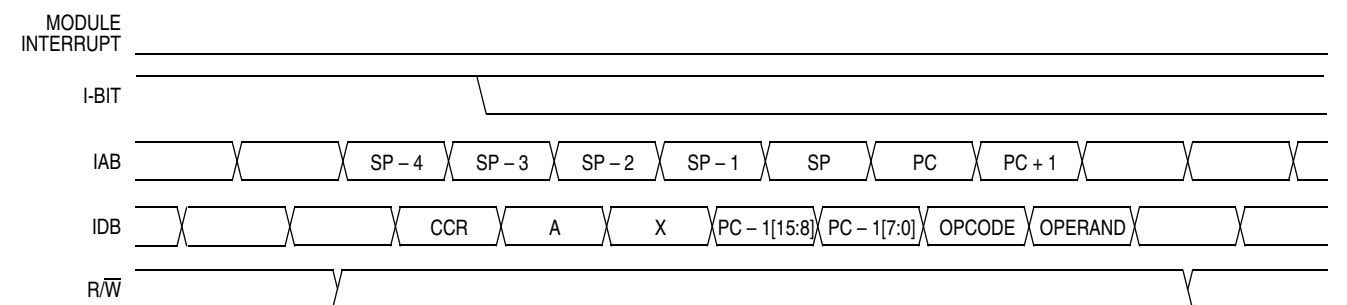 MODULE
INTERRUPT
I-BIT
IAB SP – 4 SP – 3 SP – 2 SP – 1 SP PC PC + 1
IDB CCR A X PC – 1[15:8] PC – 1[7:0] OPCODE OPERAND
R/W̅